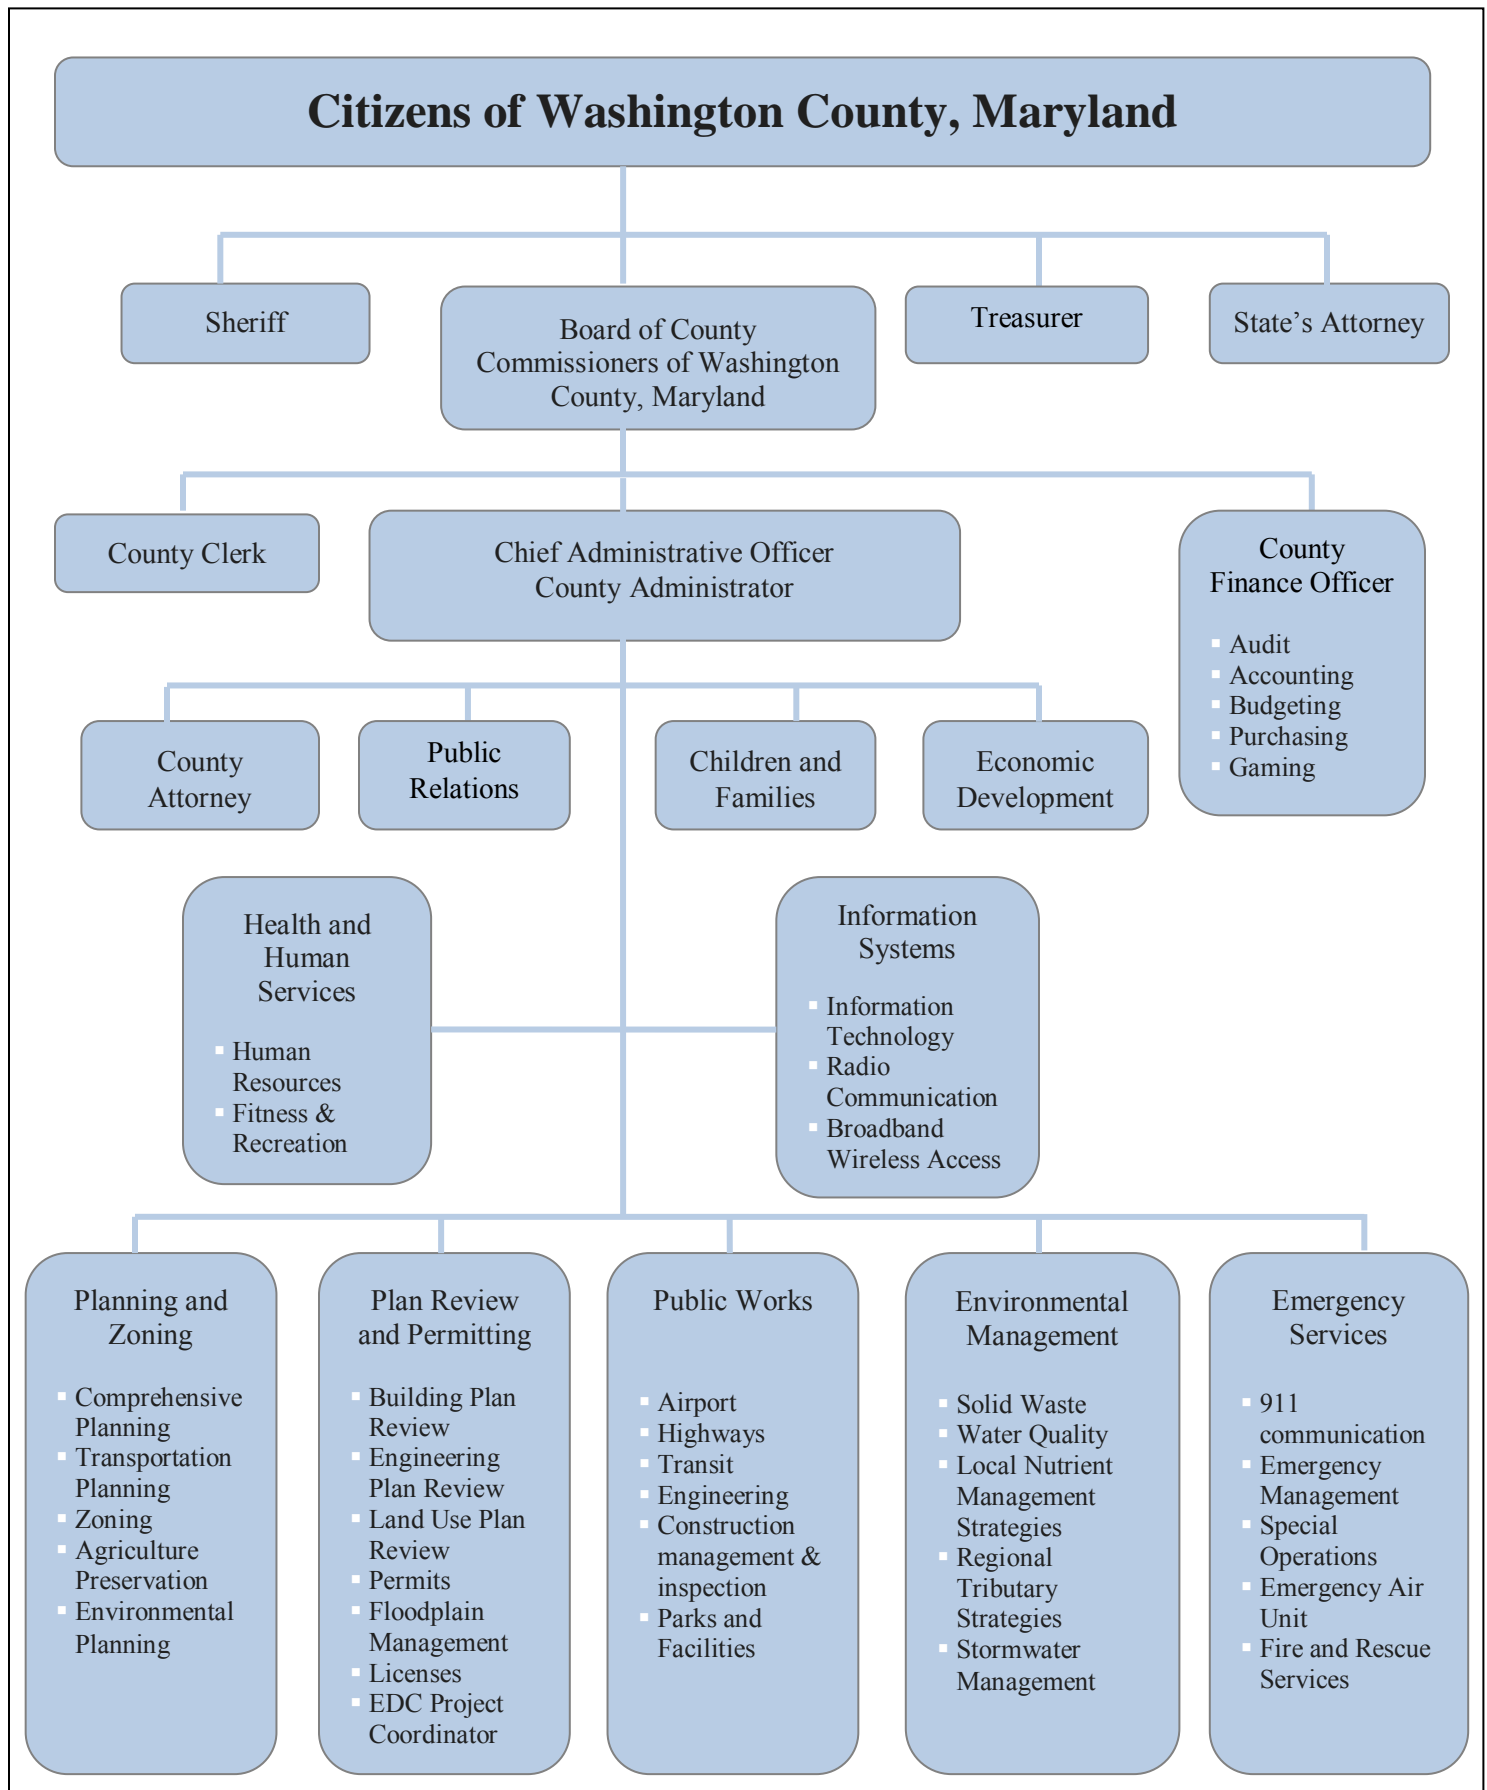 Citizens of Washington County, Maryland
Sheriff
Board of County
Commissioners of Washington
County, Maryland
Treasurer
State’s Attorney
County Clerk
Chief Administrative Officer
County Administrator
County
Finance Officer
Audit
Accounting
Budgeting
Purchasing
Gaming
County
Attorney
Public
Relations
Children and
Families
Economic
Development
Health and
Human
Services
Human
Resources
Fitness &
Recreation
Information
Systems
Information
Technology
Radio
Communication
Broadband
Wireless Access
Planning and
Zoning
Comprehensive
Planning
Transportation
Planning
Zoning
Agriculture
Preservation
Environmental
Planning
Plan Review
and Permitting
Building Plan
Review
Engineering
Plan Review
Land Use Plan
Review
Permits
Floodplain
Management
Licenses
EDC Project
Coordinator
Public Works
Airport
Highways
Transit
Engineering
Construction
management &
inspection
Parks and
Facilities
Environmental
Management
Solid Waste
Water Quality
Local Nutrient
Management
Strategies
Regional
Tributary
Strategies
Stormwater
Management
Emergency
Services
911
communication
Emergency
Management
Special
Operations
Emergency Air
Unit
Fire and Rescue
Services